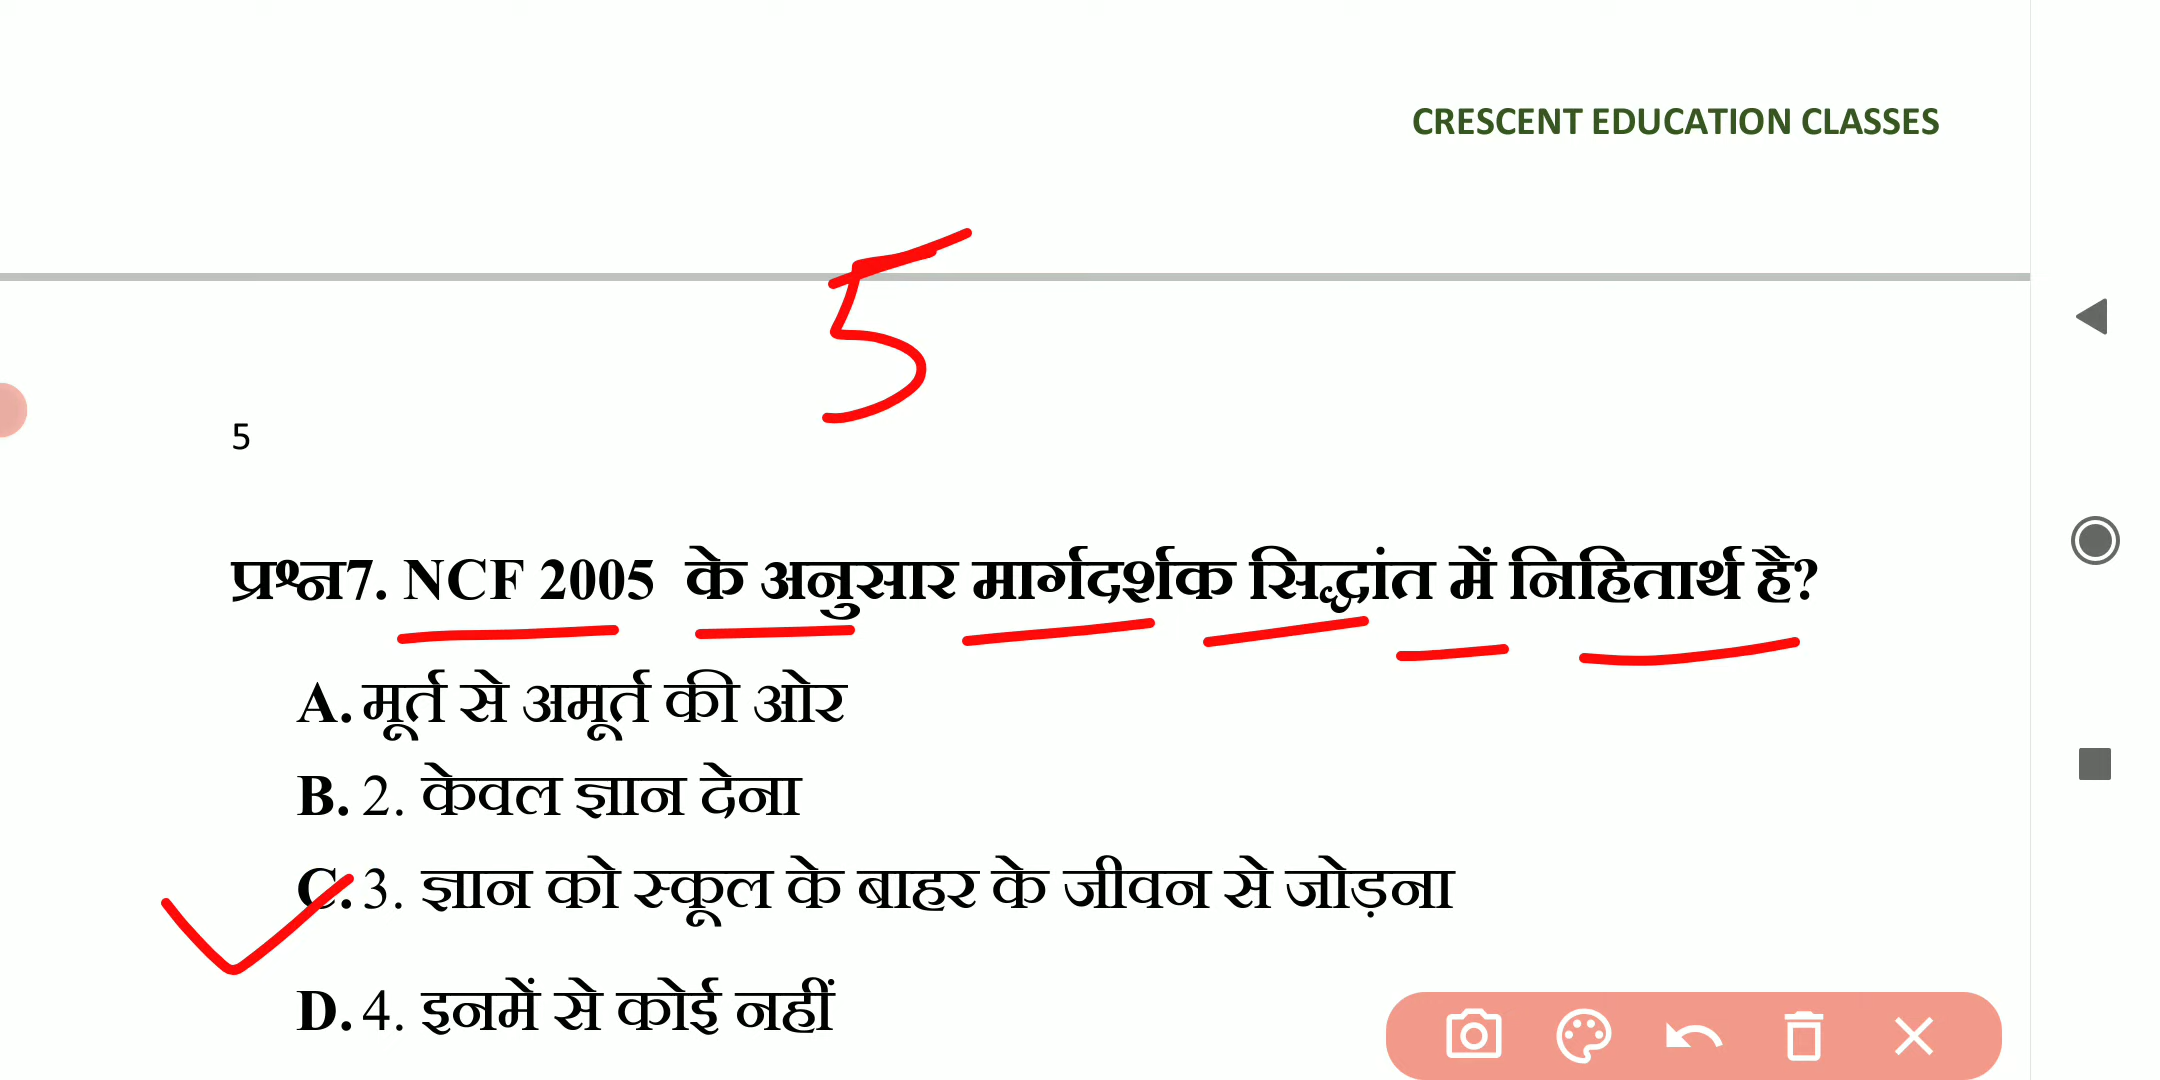 CRESCENT EDUCATION CLASSES
5
5
प्रश्न7. NCF 2005 के अनुसार मार्गदर्शक सिद्धांत में निहितार्थ है?
A. मूर्त से अमूर्त की ओर
B. 2. केवल ज्ञान देना
C. 3. ज्ञान को स्कूल के बाहर के जीवन से जोड़ना
D. 4. इनमें से कोई नहीं